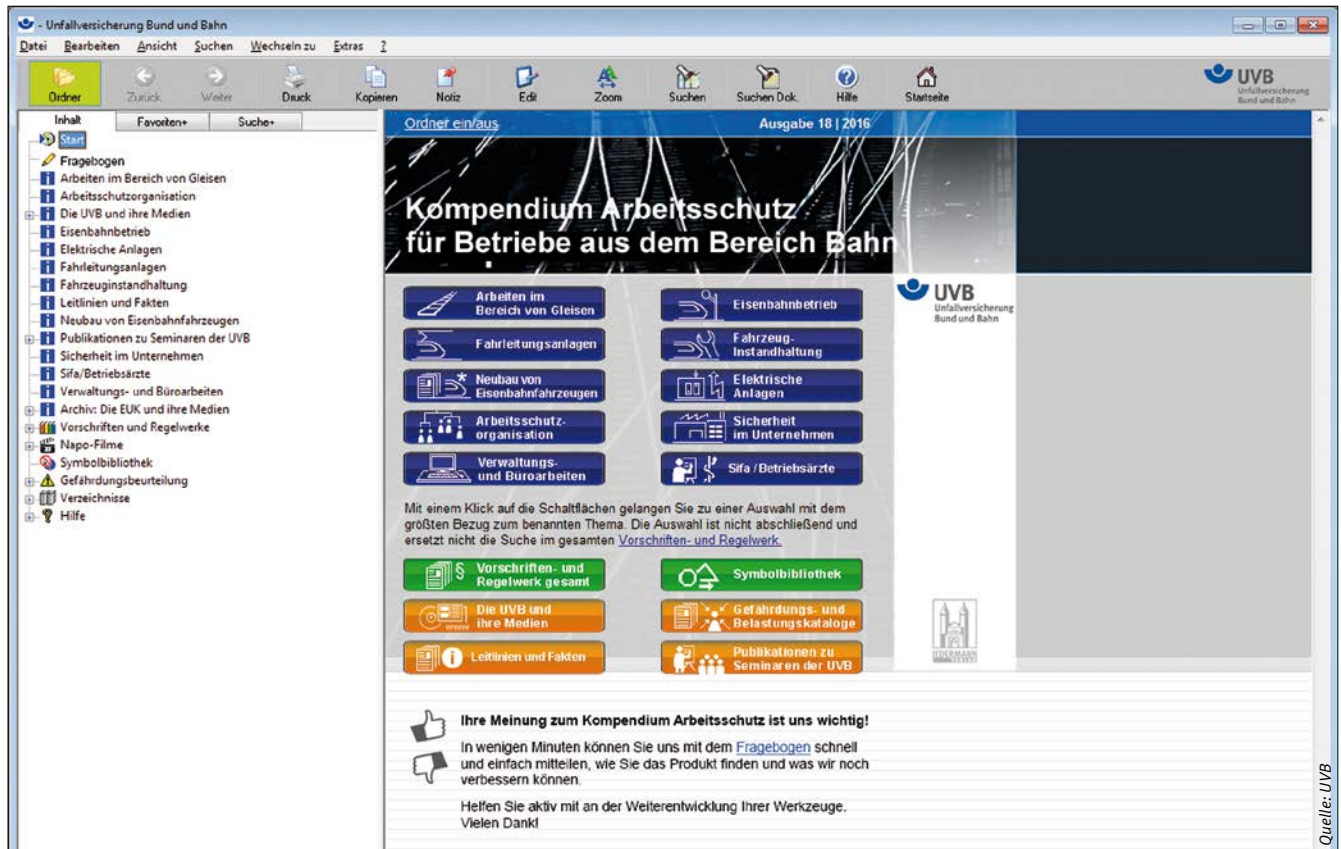 - Unfallversicherung Bund und Bahn
Datei Bearbeiten Ansicht Suchen Wechseln zu Extras ?
Ordner Zurück Weiter Druck Kopieren Notiz Edit Zoom Suchen Suchen Dok. Hilfe Startseite
UVB
Unfallversicherung
Bund und Bahn
Inhalt Favoriten+ Suche+
Start
Fragebogen
Arbeiten im Bereich von Gleisen
Arbeitsschutzorganisation
Die UVB und ihre Medien
Eisenbahnbetrieb
Elektrische Anlagen
Fahrleitungsanlagen
Fahrzeuginstandhaltung
Leitlinien und Fakten
Neubau von Eisenbahnfahrzeugen
Publikationen zu Seminaren der UVB
Sicherheit im Unternehmen
Sifa/Betriebsärzte
Verwaltungs- und Büroarbeiten
Archiv: Die EUK und ihre Medien
Vorschriften und Regelwerke
Napo-Filme
Symbolbibliothek
Gefährdungsbeurteilung
Verzeichnisse
Hilfe
Ordner ein/aus Ausgabe 18 | 2016
Kompendium Arbeitsschutz
für Betriebe aus dem Bereich Bahn
UVB
Unfallversicherung
Bund und Bahn
Arbeiten im
Bereich von Gleisen
Eisenbahnbetrieb
Fahrleitungsanlagen
Fahrzeug-
Instandhaltung
Neubau von
Eisenbahnfahrzeugen
Elektrische
Anlagen
Arbeitsschutz-
organisation
Sicherheit
im Unternehmen
Verwaltungs-
und Büroarbeiten
Sifa / Betriebsärzte
Mit einem Klick auf die Schaltflächen gelangen Sie zu einer Auswahl mit dem
größten Bezug zum benannten Thema. Die Auswahl ist nicht abschließend und
ersetzt nicht die Suche im gesamten Vorschriften- und Regelwerk.
Vorschriften- und
Regelwerk gesamt
Symbolbibliothek
Die UVB und
ihre Medien
Gefährdungs- und
Belastungskataloge
Leitlinien und Fakten
Publikationen zu
Seminaren der UVB
JEDERMANN
Ihre Meinung zum Kompendium Arbeitsschutz ist uns wichtig!
In wenigen Minuten können Sie uns mit dem Fragebogen schnell
und einfach mitteilen, wie Sie das Produkt finden und was wir noch
verbessern können.
Helfen Sie aktiv mit an der Weiterentwicklung Ihrer Werkzeuge.
Vielen Dank!
Quelle: UVB